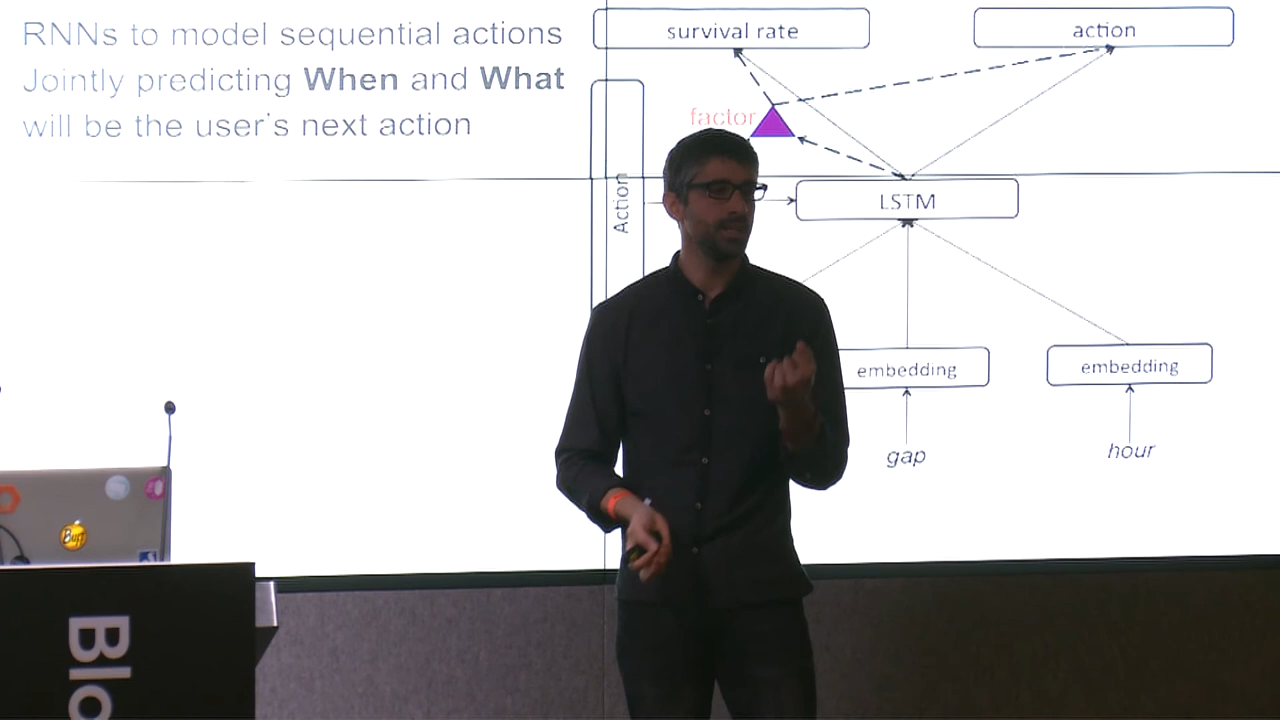 RNNs to model sequential actions
Jointly predicting When and What
will be the user's next action
survival rate
action
factor
Action
LSTM
embedding
embedding
gap
hour
Buff
Blo